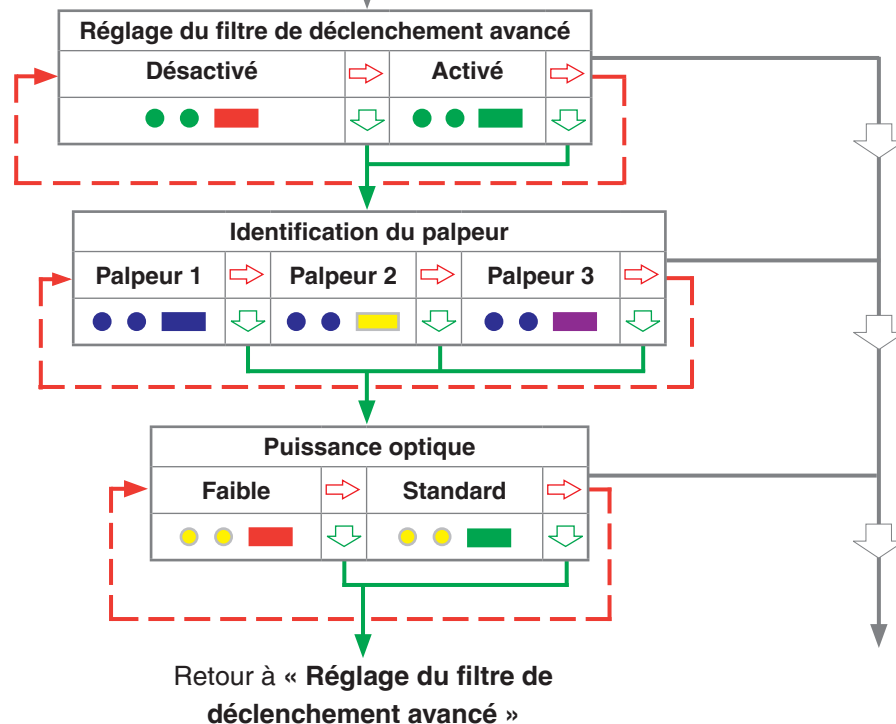 Réglage du filtre de déclenchement avancé
Désactivé
Activé
Identification du palpeur
Palpeur 1
Palpeur 2
Palpeur 3
Puissance optique
Faible
Standard
Retour à « Réglage du filtre de
déclenchement avancé »